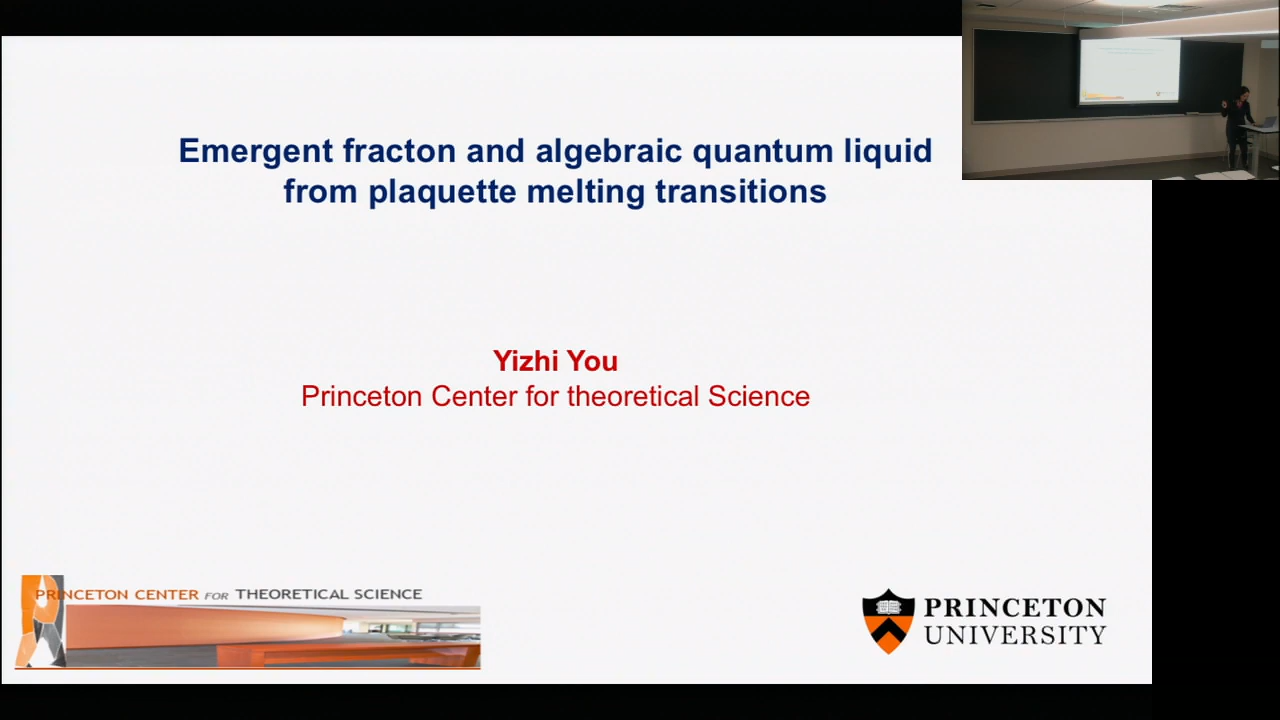 Emergent fracton and algebraic quantum liquid
from plaquette melting transitions
Yizhi You
Princeton Center for theoretical Science
PRINCETON CENTER FOR THEORETICAL SCIENCE
PRINCETON
UNIVERSITY